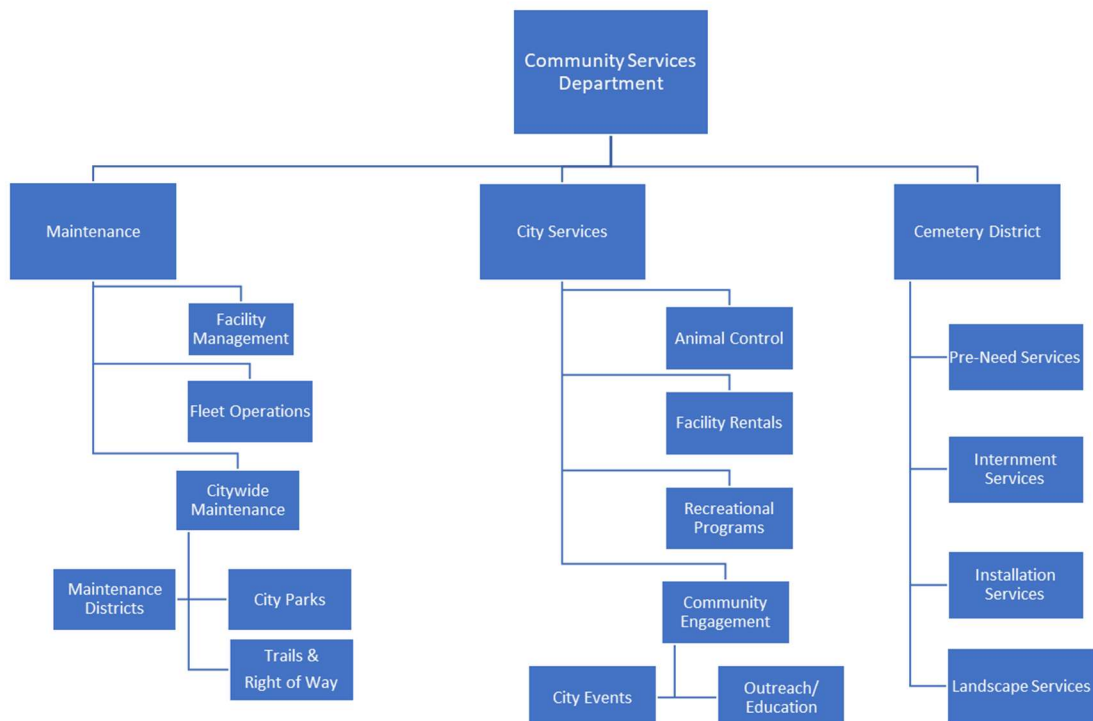 Community Services
Department
Maintenance
City Services
Cemetery District
Facility
Management
Fleet Operations
Citywide
Maintenance
Maintenance
Districts
City Parks
Trails &
Right of Way
Animal Control
Facility Rentals
Recreational
Programs
Community
Engagement
City Events
Outreach/
Education
Pre-Need Services
Internment
Services
Installation
Services
Landscape Services